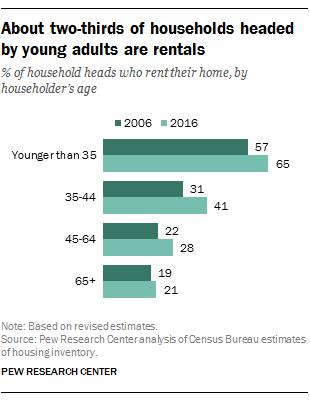 About two-thirds of households headed
by young adults are rentals
% of household heads who rent their home, by
householder's age
2006 2016
Younger than 35 57
65
35-44 31
41
45-64 22
28
65+ 19
21
Note: Based on revised estimates.
Source: Pew Research Center analysis of Census Bureau estimates
of housing inventory.
PEW RESEARCH CENTER